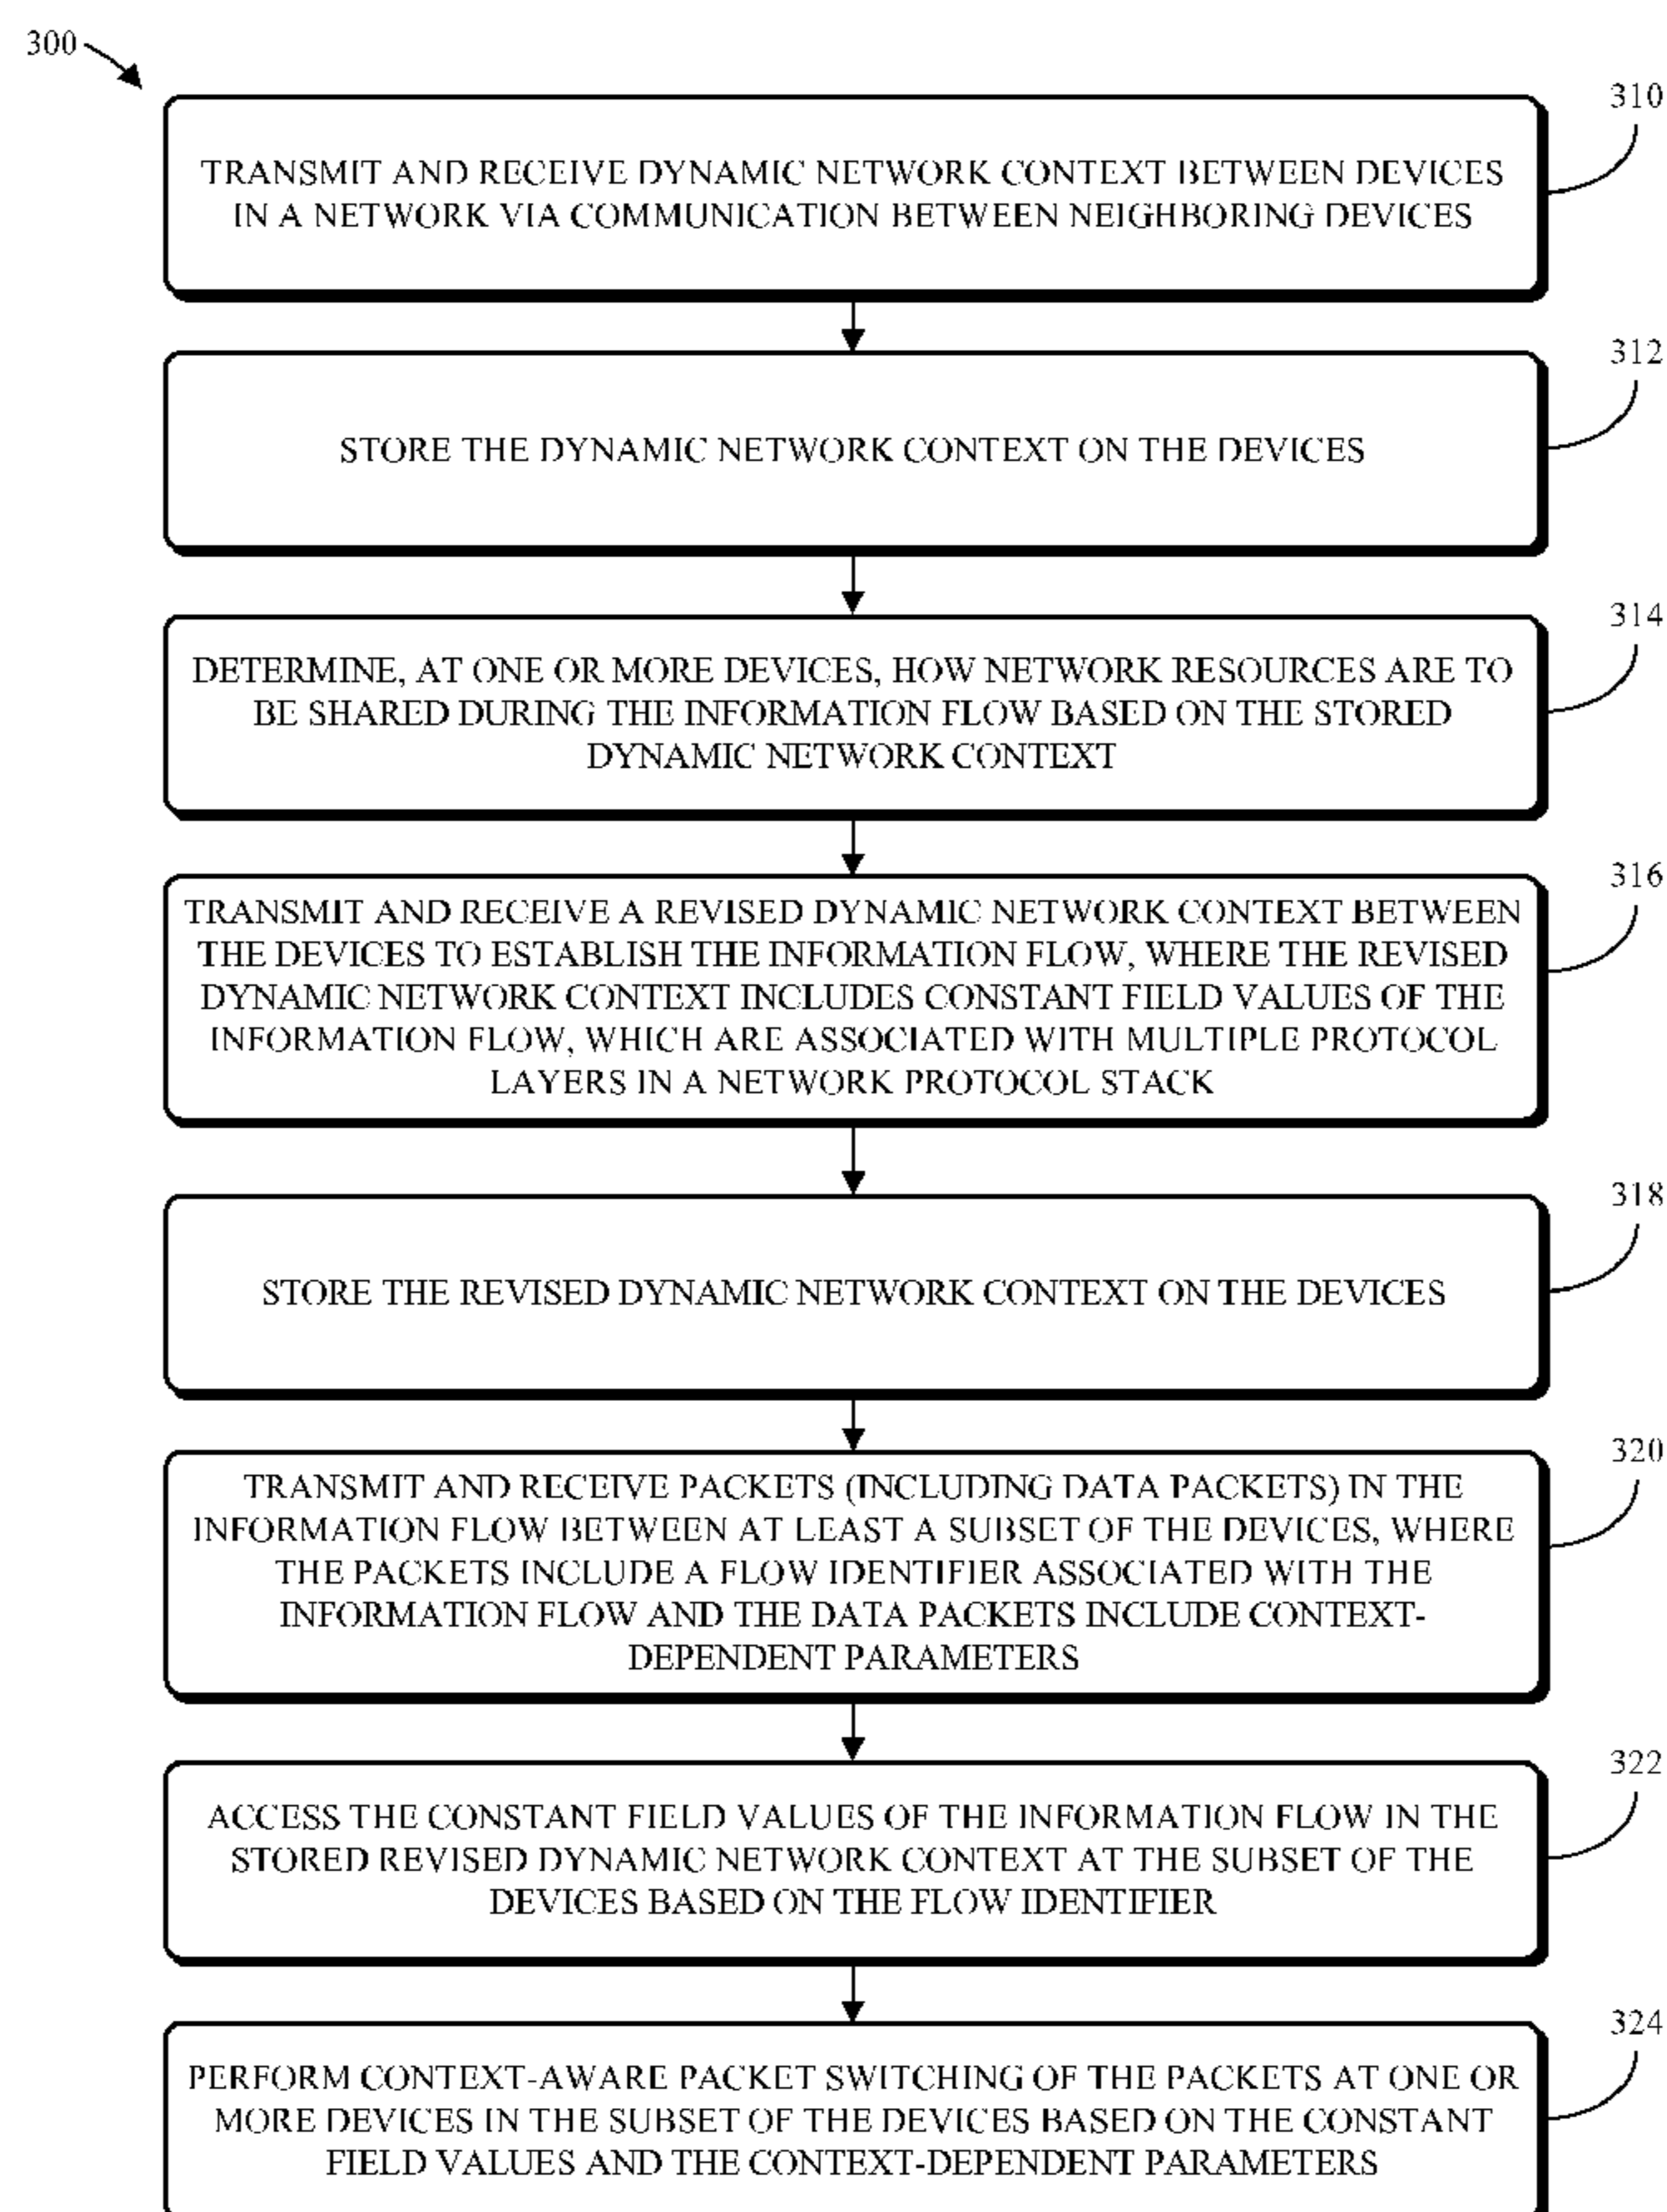 300
310
TRANSMIT AND RECEIVE DYNAMIC NETWORK CONTEXT BETWEEN DEVICES
IN A NETWORK VIA COMMUNICATION BETWEEN NEIGHBORING DEVICES
312
STORE THE DYNAMIC NETWORK CONTEXT ON THE DEVICES
314
DETERMINE, AT ONE OR MORE DEVICES, HOW NETWORK RESOURCES ARE TO
BE SHARED DURING THE INFORMATION FLOW BASED ON THE STORED
DYNAMIC NETWORK CONTEXT
316
TRANSMIT AND RECEIVE A REVISED DYNAMIC NETWORK CONTEXT BETWEEN
THE DEVICES TO ESTABLISH THE INFORMATION FLOW, WHERE THE REVISED
DYNAMIC NETWORK CONTEXT INCLUDES CONSTANT FIELD VALUES OF THE
INFORMATION FLOW, WHICH ARE ASSOCIATED WITH MULTIPLE PROTOCOL
LAYERS IN A NETWORK PROTOCOL STACK
318
STORE THE REVISED DYNAMIC NETWORK CONTEXT ON THE DEVICES
320
TRANSMIT AND RECEIVE PACKETS (INCLUDING DATA PACKETS) IN THE
INFORMATION FLOW BETWEEN AT LEAST A SUBSET OF THE DEVICES, WHERE
THE PACKETS INCLUDE A FLOW IDENTIFIER ASSOCIATED WITH THE
INFORMATION FLOW AND THE DATA PACKETS INCLUDE CONTEXT-
DEPENDENT PARAMETERS
322
ACCESS THE CONSTANT FIELD VALUES OF THE INFORMATION FLOW IN THE
STORED REVISED DYNAMIC NETWORK CONTEXT AT THE SUBSET OF THE
DEVICES BASED ON THE FLOW IDENTIFIER
324
PERFORM CONTEXT-AWARE PACKET SWITCHING OF THE PACKETS AT ONE OR
MORE DEVICES IN THE SUBSET OF THE DEVICES BASED ON THE CONSTANT
FIELD VALUES AND THE CONTEXT-DEPENDENT PARAMETERS